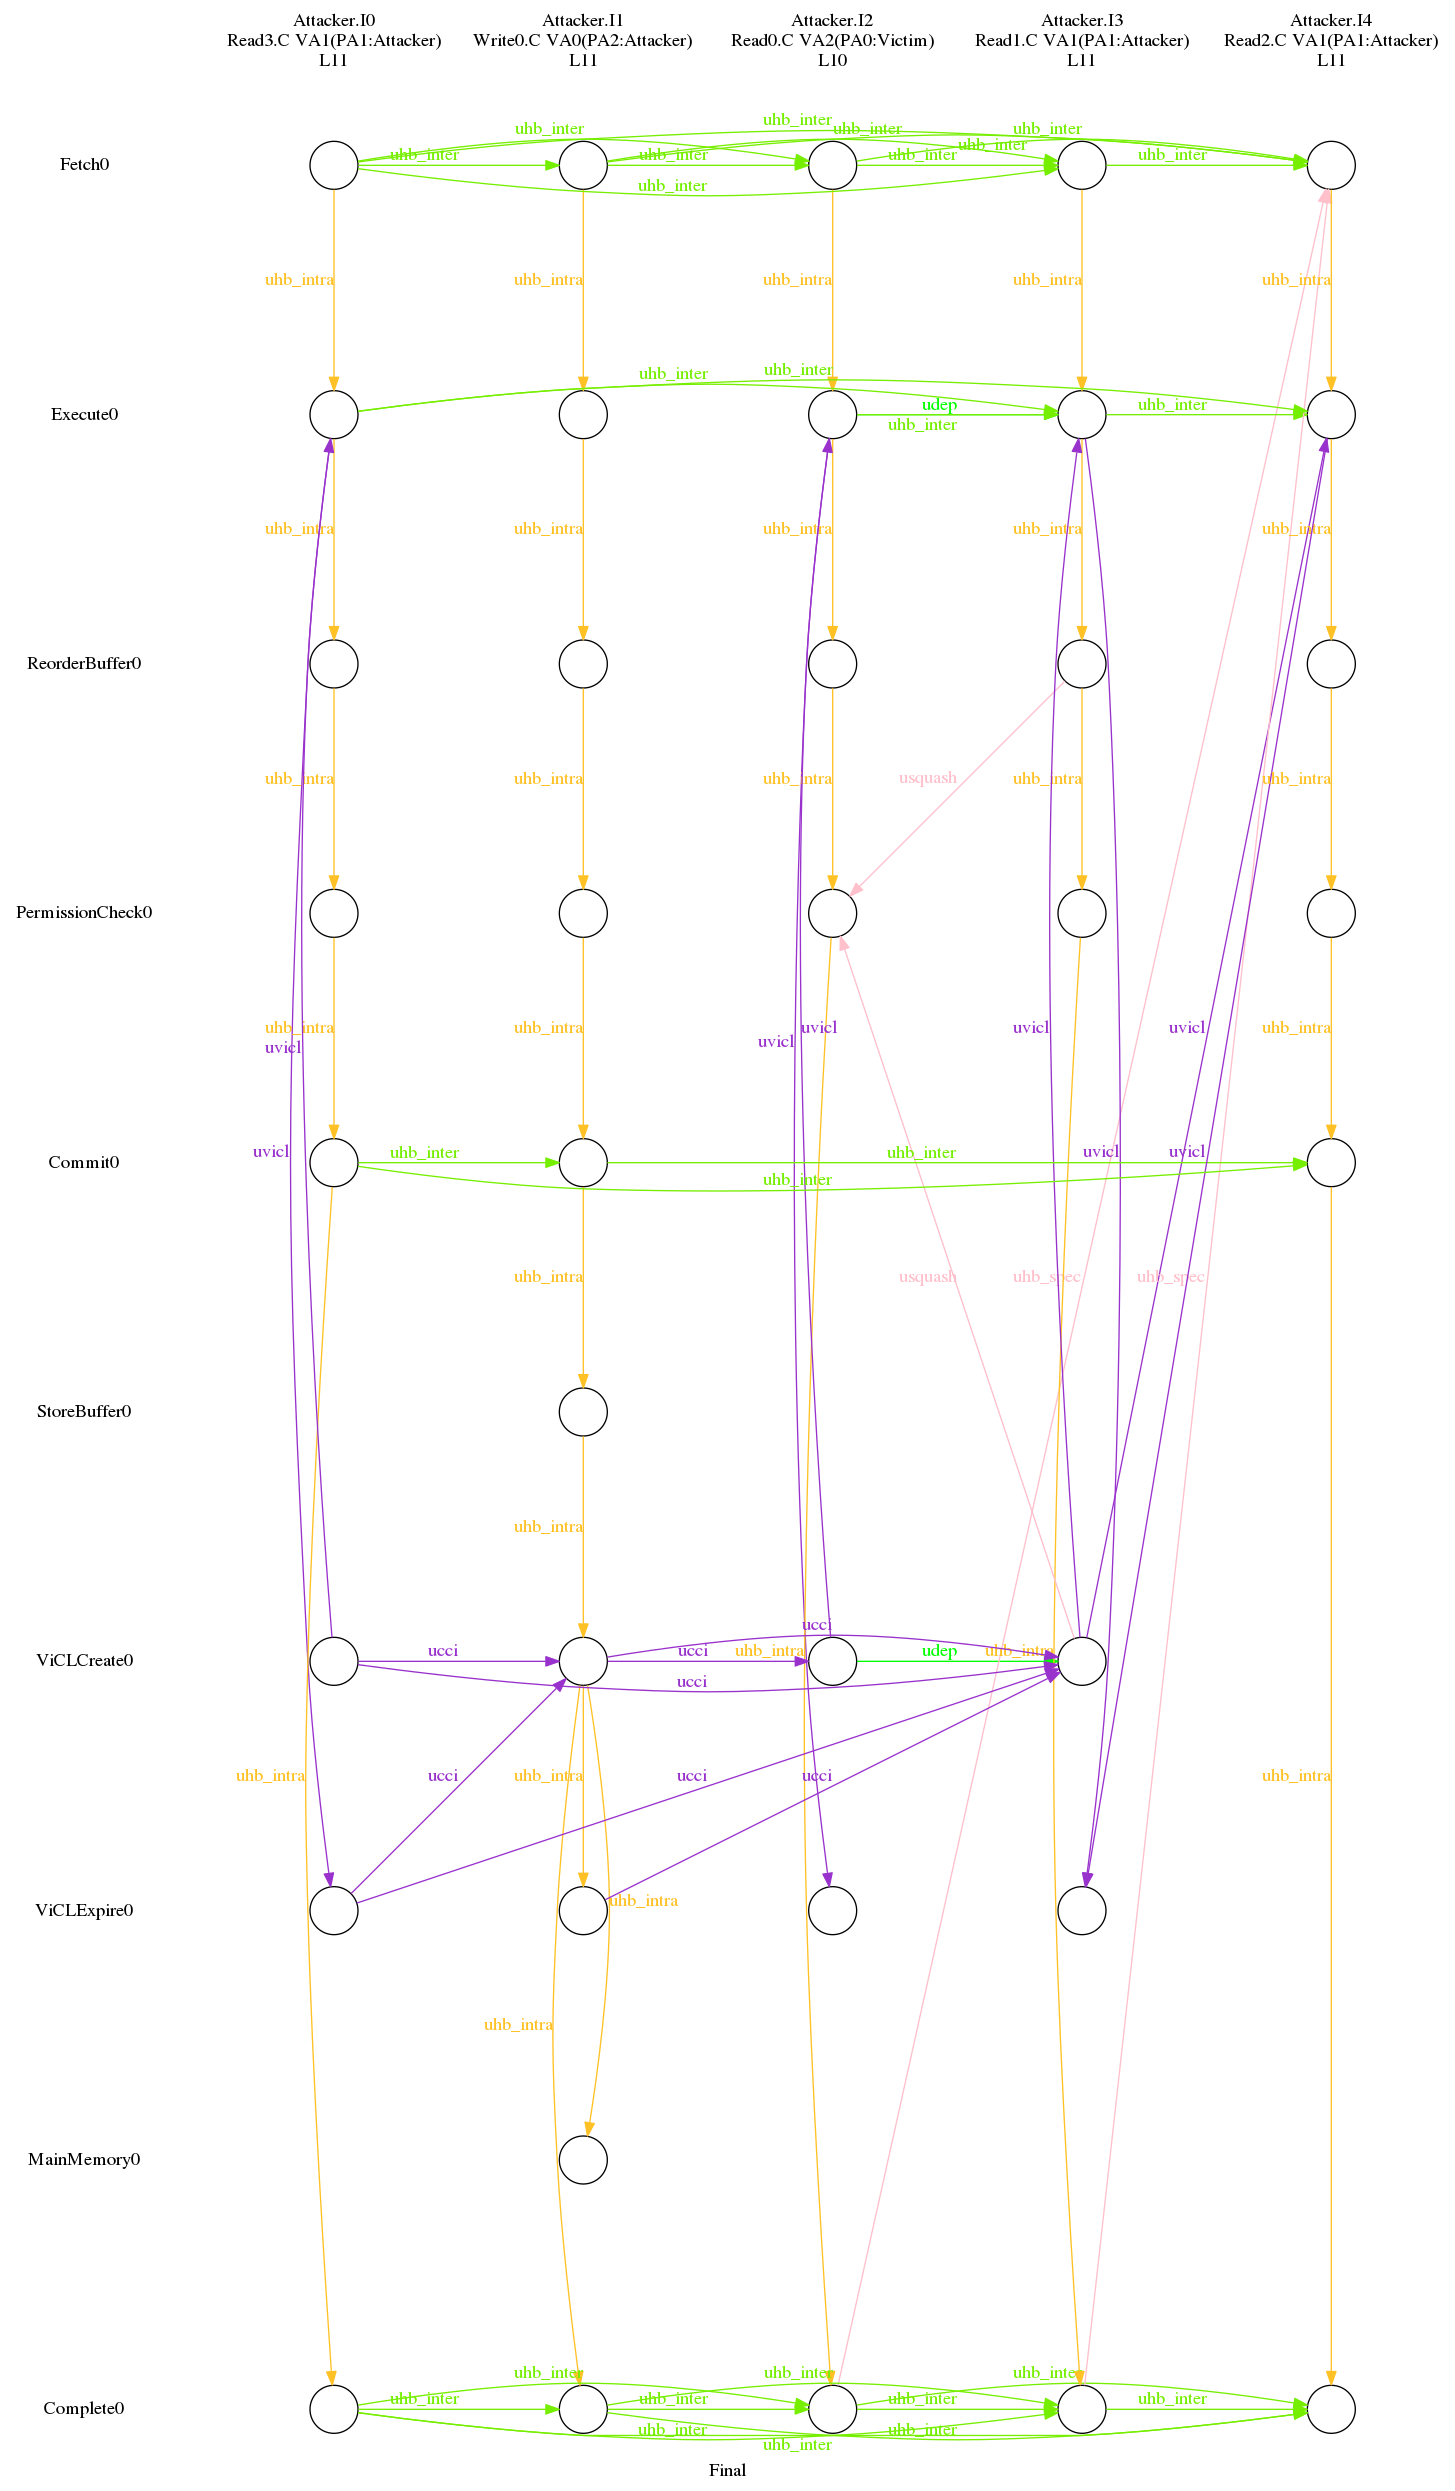 Attacker.I0 Attacker.I1 Attacker.I2 Attacker.I3 Attacker.I4
Read3.C VA1(PA1:Attacker) Write0.C VA0(PA2:Attacker) Read0.C VA2(PA0:Victim) Read1.C VA1(PA1:Attacker) Read2.C VA1(PA1:Attacker)
L11 L11 L10 L11 L11
uhb_inter
uhb_inter uhb_inter uhb_inter
uhb_inter
Fetch0 uhb_inter uhb_inter uhb_inter uhb_inter
uhb_inter
uhb_intra uhb_intra uhb_intra uhb_intra uhb_intra
uhb_inter uhb_inter
Execute0 udep uhb_inter
uhb_inter
uhb_intra uhb_intra uhb_intra uhb_intra uhb_intra
ReorderBuffer0
uhb_intra uhb_intra uhb_intra usquash uhb_intra uhb_intra
PermissionCheck0
uhb_intra uhb_intra uvicl uvicl uvicl uhb_intra
uvicl uvicl
uvicl uvicl uvicl
Commit0 uhb_inter uhb_inter
uhb_inter
uhb_intra usquash uhb_spec uhb_spec
StoreBuffer0
uhb_intra
ucci
ViCLCreate0 ucci ucci uhb_intra udep uhb_intra
ucci
uhb_intra ucci uhb_intra ucci ucci uhb_intra
ViCLExpire0 uhb_intra
uhb_intra
MainMemory0
uhb_inter uhb_inter uhb_inter
Complete0 uhb_inter uhb_inter uhb_inter uhb_inter
uhb_inter uhb_inter
uhb_inter
Final